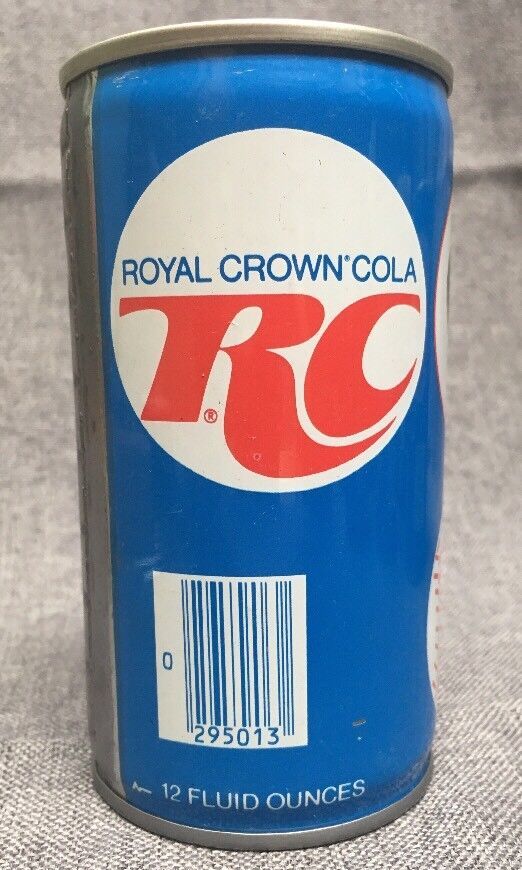 ROYAL CROWN® COLA
RC®
0
295013
12 FLUID OUNCES